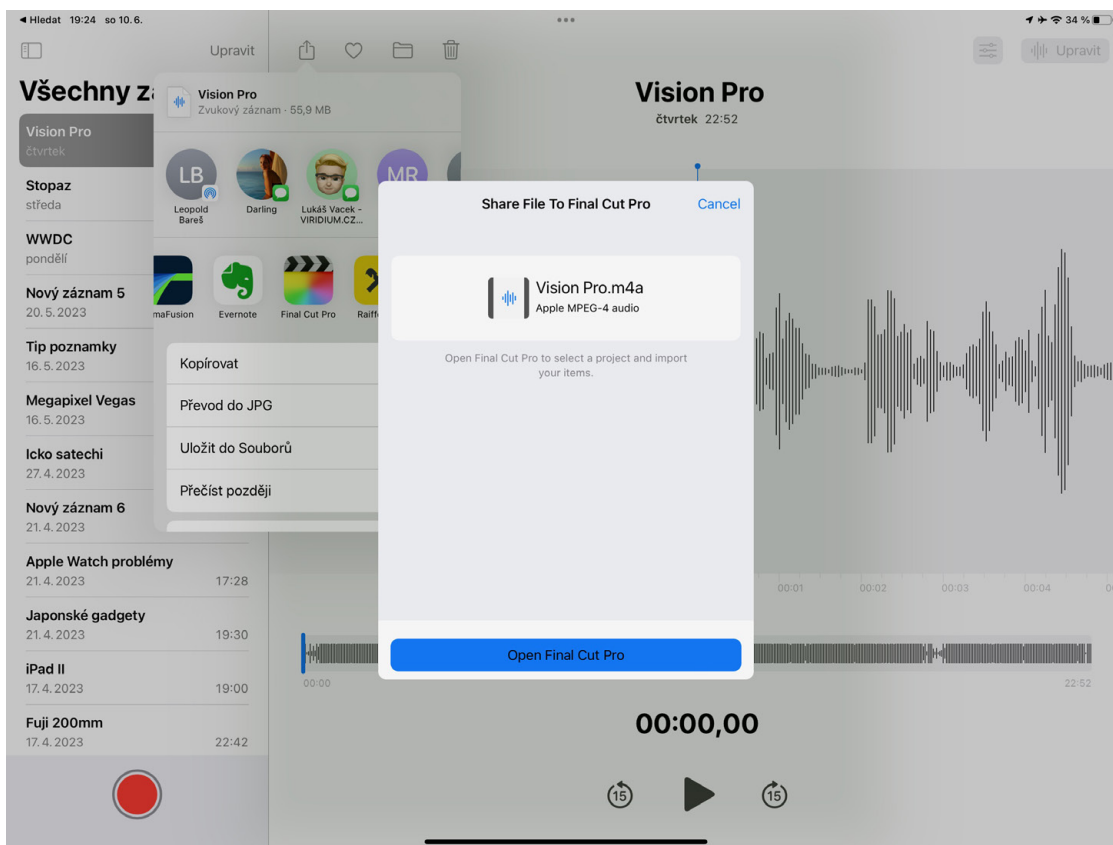 ◀ Hledat 19:24 so 10. 6.
34 %
Upravit
Upravit
Všechny
Vision Pro
čtvrtek
Stopaz
středa
WWDC
pondělí
Nový záznam 5
20. 5. 2023
Tip poznamky
16. 5. 2023
Megapixel Vegas
16. 5. 2023
Icko satechi
27. 4. 2023
Nový záznam 6
21. 4. 2023
Apple Watch problémy
21. 4. 2023 17:28
Japonské gadgety
21. 4. 2023 19:30
iPad II
17. 4. 2023 19:00
Fuji 200mm
17. 4. 2023 22:42
Vision Pro
Zvukový záznam · 55,9 MB
LB
MR
Leopold
Bareš
Darling
Lukáš Vacek -
VIRIDIUM.CZ...
maFusion
Evernote
Final Cut Pro
Raiff
Kopírovat
Převod do JPG
Uložit do Souborů
Přečíst později
Share File To Final Cut Pro
Cancel
Vision Pro.m4a
Apple MPEG-4 audio
Open Final Cut Pro to select a project and import
your items.
Open Final Cut Pro
Vision Pro
čtvrtek 22:52
00:01 00:02 00:03 00:04
00:00
22:52
00:00,00
15
15